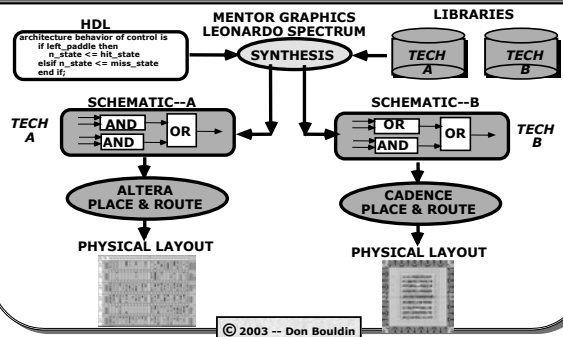 HDL
architecture behavior of control is
if left_paddle then
n_state <= hit_state
elsif n_state <= miss_state
end if;
MENTOR GRAPHICS
LEONARDO SPECTRUM
SYNTHESIS
LIBRARIES
TECH
A
TECH
B
SCHEMATIC--A
TECH
A
AND
AND
OR
SCHEMATIC--B
OR
AND
OR
TECH
B
ALTERA
PLACE & ROUTE
CADENCE
PLACE & ROUTE
PHYSICAL LAYOUT
PHYSICAL LAYOUT
© 2003 -- Don Bouldin